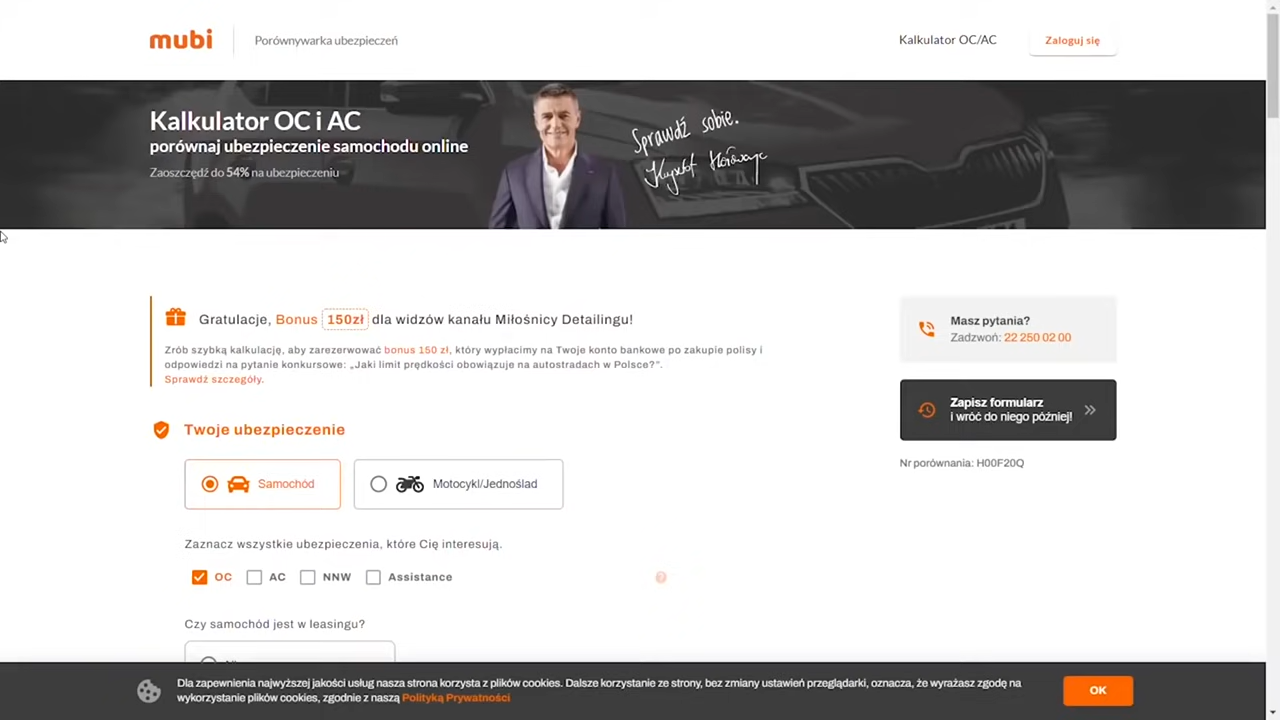 mubi
Porównywarka ubezpieczeń
Kalkulator OC/AC
Zaloguj się
Kalkulator OC i AC
porównaj ubezpieczenie samochodu online
Zaoszczędź do 54% na ubezpieczeniu
Sprawdź sobie.
Krzysztof Hołowczyc
Gratulacje, Bonus 150zł dla widzów kanału Miłośnicy Detailingu!
Zrób szybką kalkulację, aby zarezerwować bonus 150 zł, który wypłacimy na Twoje konto bankowe po zakupie polisy i
odpowiedzi na pytanie konkursowe: „Jaki limit prędkości obowiązuje na autostradach w Polsce?”.
Sprawdź szczegóły.
Masz pytania?
Zadzwoń: 22 250 02 00
Zapisz formularz
i wróć do niego później!
Nr porównania: H00F20Q
Twoje ubezpieczenie
Samochód
Motocykl/Jednoślad
Zaznacz wszystkie ubezpieczenia, które Cię interesują.
OC AC NNW Assistance ?
Czy samochód jest w leasingu?
Dla zapewnienia najwyższej jakości usług nasza strona korzysta z plików cookies. Dalsze korzystanie ze strony, bez zmiany ustawień przeglądarki, oznacza, że wyrażasz zgodę na
wykorzystanie plików cookies, zgodnie z naszą Polityką Prywatności
OK